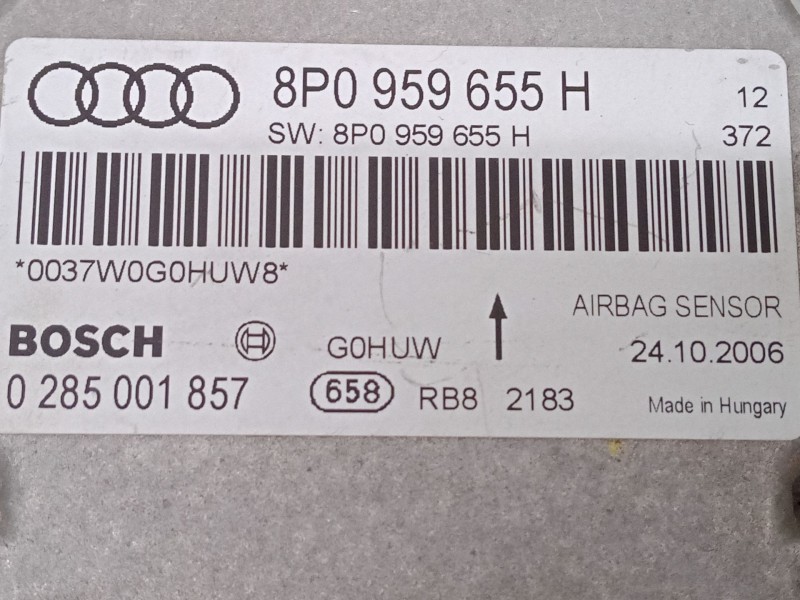 8P0 959 655 H 12
SW: 8P0 959 655 H 372
*0037W0G0HUW8*
AIRBAG SENSOR
BOSCH G0HUW 24.10.2006
0 285 001 857 658 RB8 2183 Made in Hungary